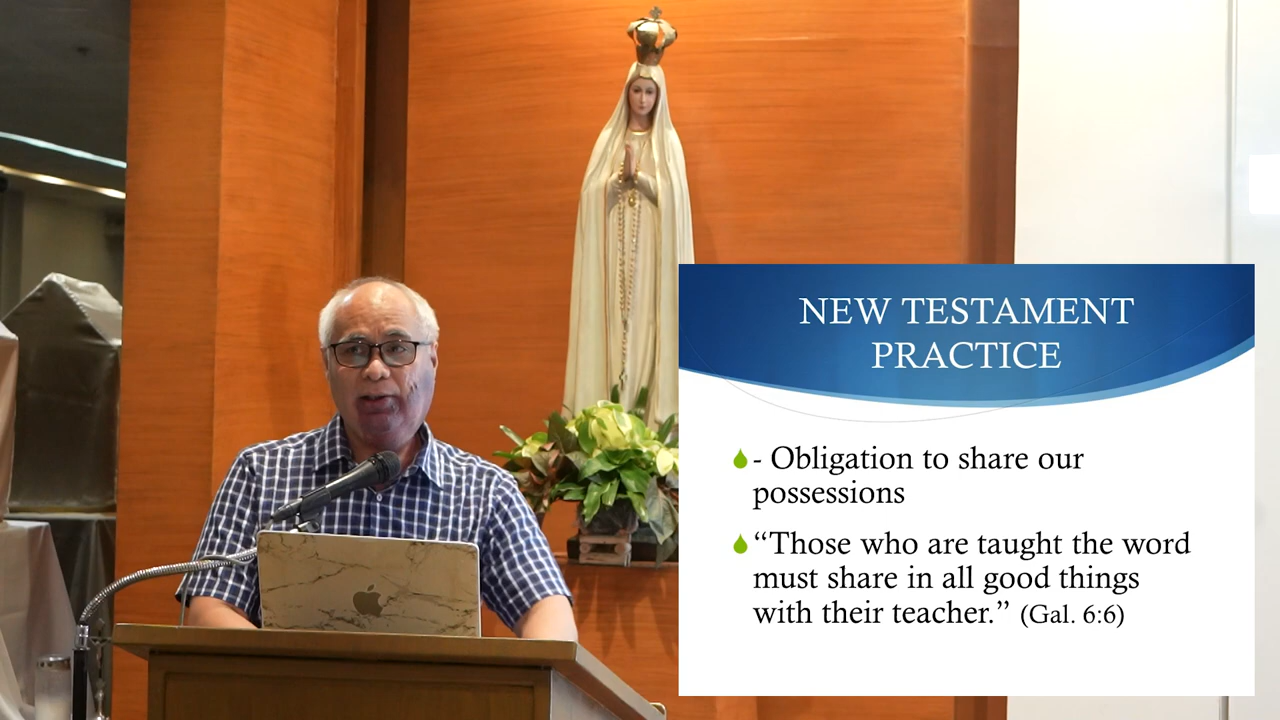 NEW TESTAMENT
PRACTICE
- Obligation to share our
possessions
“Those who are taught the word
must share in all good things
with their teacher.” (Gal. 6:6)